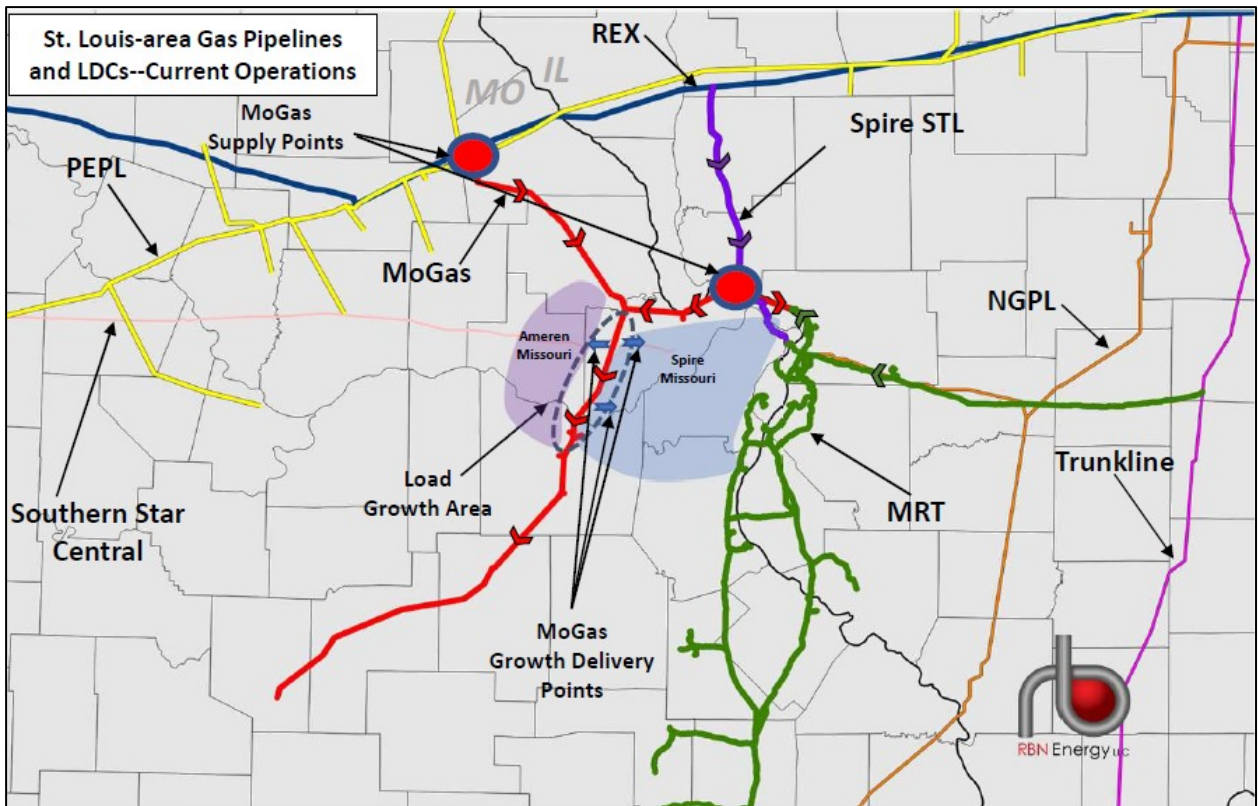 St. Louis-area Gas Pipelines
and LDCs--Current Operations
REX
MO
IL
MoGas
Supply Points
Spire STL
PEPL
MoGas
NGPL
Ameren
Missouri
Spire
Missouri
Load
Growth Area
Trunkline
Southern Star
Central
MRT
MoGas
Growth Delivery
Points
RBN Energy LLC